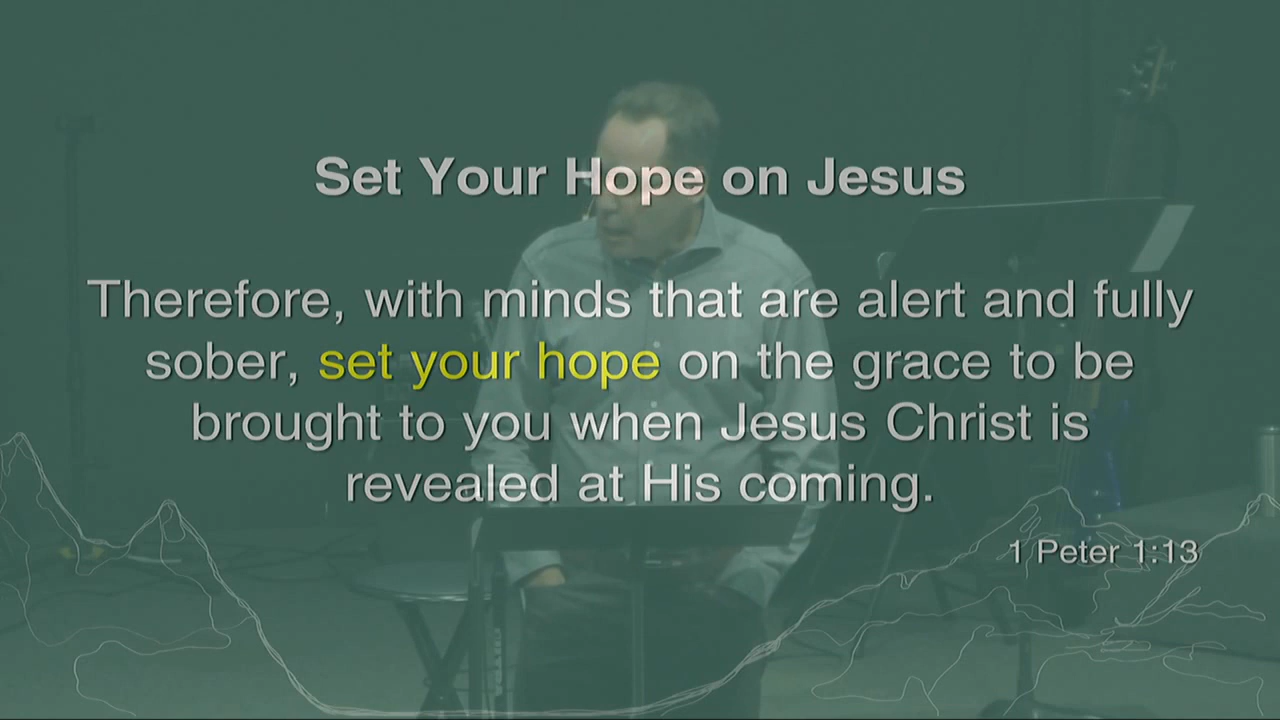 Set Your Hope on Jesus
Therefore, with minds that are alert and fully
sober, set your hope on the grace to be
brought to you when Jesus Christ is
revealed at His coming.
1 Peter 1:13